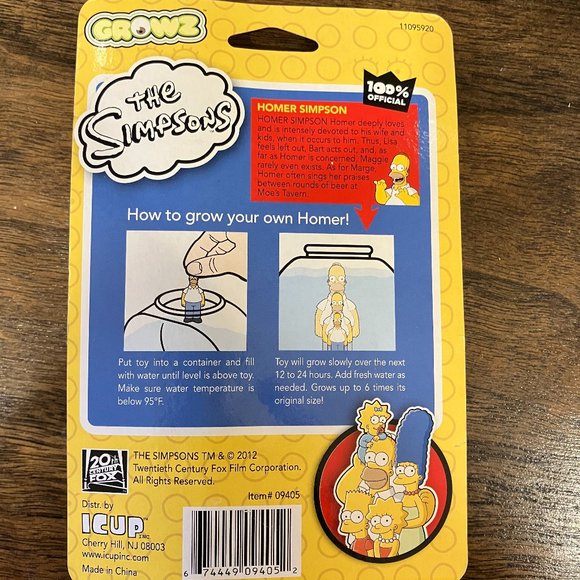 GROWZ
11095920
THE
SIMPSONS
100%
OFFICIAL
HOMER SIMPSON
HOMER SIMPSON Homer deeply loves
and is intensely devoted to his wife and
kids, when it occurs to him. Thus, Lisa
feels left out, Bart acts out, and, as
far as Homer is concerned, Maggie
rarely even exists. As for Marge,
Homer often sings her praises
between rounds of beer at
Moe's Tavern.
How to grow your own Homer!
Put toy into a container and fill
with water until level is above toy.
Make sure water temperature is
below 95°F.
Toy will grow slowly over the next
12 to 24 hours. Add fresh water as
needed. Grows up to 6 times its
original size!
20th
CENTURY
FOX
THE SIMPSONS TM & © 2012
Twentieth Century Fox Film Corporation.
All Rights Reserved.
Item# 09405
Distr. by
ICUP INC.
Cherry Hill, NJ 08003
www.icupinc.com
Made in China
6 74449 09405 2